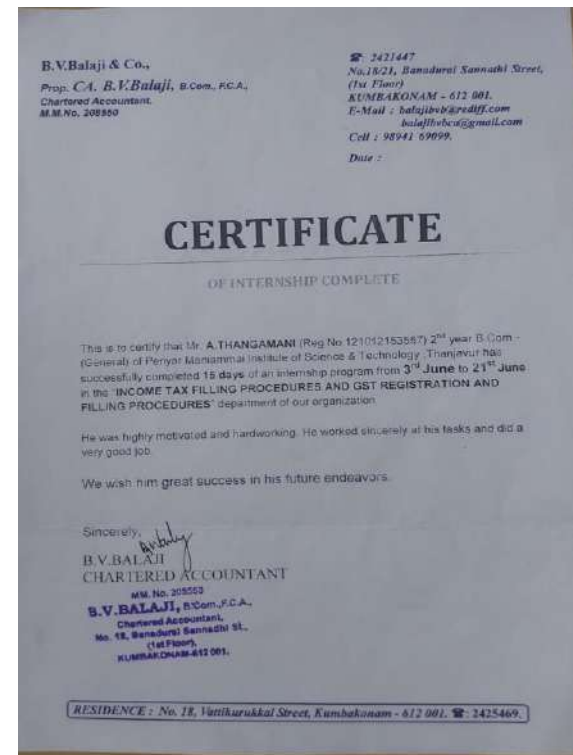 B.V.Balaji & Co.,
Prop. CA. B.V.Balaji, B.Com., F.C.A.,
Chartered Accountant.
M.M.No. 208550
☎: 2421447
No.18/21, Banadurai Sannathi Street,
(1st Floor)
KUMBAKONAM - 612 001.
E-Mail : balajibvb@rediff.com
balajibvbca@gmail.com
Cell : 98941 69099.
Date :
CERTIFICATE
OF INTERNSHIP COMPLETE
This is to certify that Mr. A.THANGAMANI (Reg No.121012153587) 2nd year B.Com -
(General) of Periyar Maniammai Institute of Science & Technology ,Thanjavur has
successfully completed 15 days of an internship program from 3rd June to 21st June
in the "INCOME TAX FILLING PROCEDURES AND GST REGISTRATION AND
FILLING PROCEDURES" department of our organization.
He was highly motivated and hardworking. He worked sincerely at his tasks and did a
very good job.
We wish him great success in his future endeavors.
Sincerely,
B.V.BALAJI
CHARTERED ACCOUNTANT
MM. No. 208550
B.V.BALAJI, B.Com.,F.C.A.,
Chartered Accountant,
No. 18, Banadurai Sannadhi St.,
(1st Floor),
KUMBAKONAM-612 001.
RESIDENCE : No. 18, Vattikurukkal Street, Kumbakonam - 612 001. ☎: 2425469.